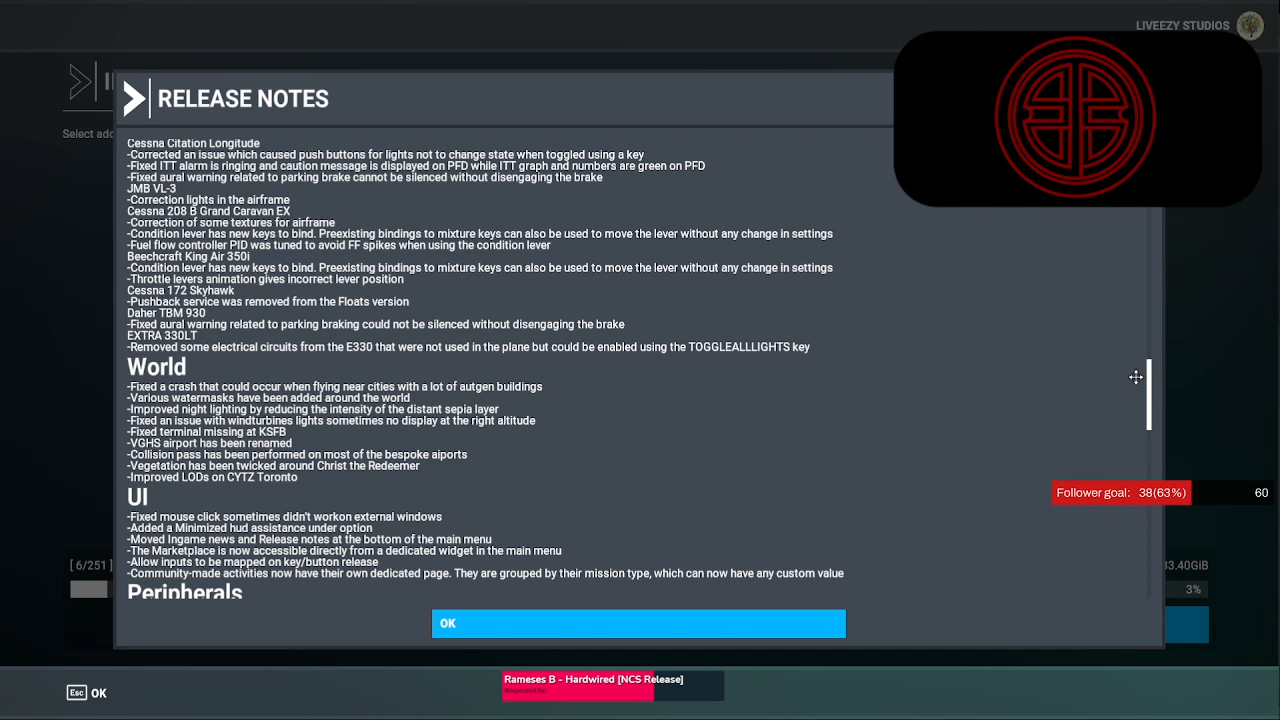 LIVEEZY STUDIOS
RELEASE NOTES
Select add
Cessna Citation Longitude
-Corrected an issue which caused push buttons for lights not to change state when toggled using a key
-Fixed ITT alarm is ringing and caution message is displayed on PFD while ITT graph and numbers are green on PFD
-Fixed aural warning related to parking brake cannot be silenced without disengaging the brake
JMB VL-3
-Correction lights in the airframe
Cessna 208 B Grand Caravan EX
-Correction of some textures for airframe
-Condition lever has new keys to bind. Preexisting bindings to mixture keys can also be used to move the lever without any change in settings
-Fuel flow controller PID was tuned to avoid FF spikes when using the condition lever
Beechcraft King Air 350i
-Condition lever has new keys to bind. Preexisting bindings to mixture keys can also be used to move the lever without any change in settings
-Throttle levers animation gives incorrect lever position
Cessna 172 Skyhawk
-Pushback service was removed from the Floats version
Daher TBM 930
-Fixed aural warning related to parking braking could not be silenced without disengaging the brake
EXTRA 330LT
-Removed some electrical circuits from the E330 that were not used in the plane but could be enabled using the TOGGLEALLLIGHTS key
World
-Fixed a crash that could occur when flying near cities with a lot of autgen buildings
-Various watermasks have been added around the world
-Improved night lighting by reducing the intensity of the distant sepia layer
-Fixed an issue with windturbines lights sometimes no display at the right altitude
-Fixed terminal missing at KSFB
-VGHS airport has been renamed
-Collision pass has been performed on most of the bespoke aiports
-Vegetation has been twicked around Christ the Redeemer
-Improved LODs on CYTZ Toronto
UI
-Fixed mouse click sometimes didn't workon external windows
-Added a Minimized hud assistance under option
-Moved Ingame news and Release notes at the bottom of the main menu
-The Marketplace is now accessible directly from a dedicated widget in the main menu
-Allow inputs to be mapped on key/button release
-Community-made activities now have their own dedicated page. They are grouped by their mission type, which can now have any custom value
Peripherals
Follower goal: 38(63%) 60
[ 6/251 ]
33.40GiB
3%
OK
Esc OK
Rameses B - Hardwired [NCS Release]